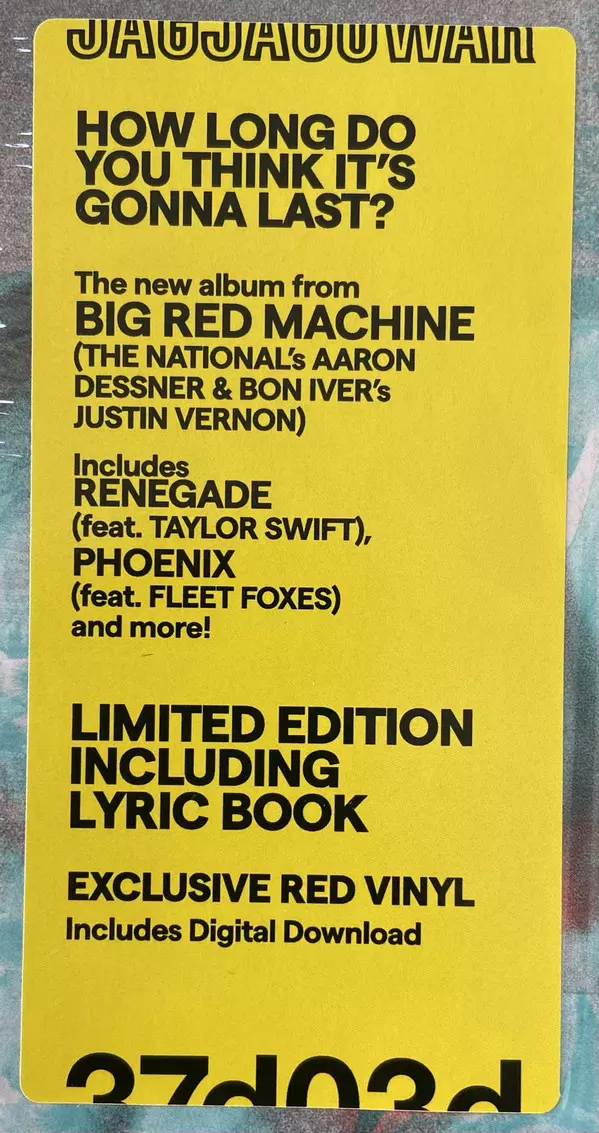 JAGJAGUWAR
HOW LONG DO
YOU THINK IT'S
GONNA LAST?
The new album from
BIG RED MACHINE
(THE NATIONAL's AARON
DESSNER & BON IVER's
JUSTIN VERNON)
Includes
RENEGADE
(feat. TAYLOR SWIFT),
PHOENIX
(feat. FLEET FOXES)
and more!
LIMITED EDITION
INCLUDING
LYRIC BOOK
EXCLUSIVE RED VINYL
Includes Digital Download
37d03d